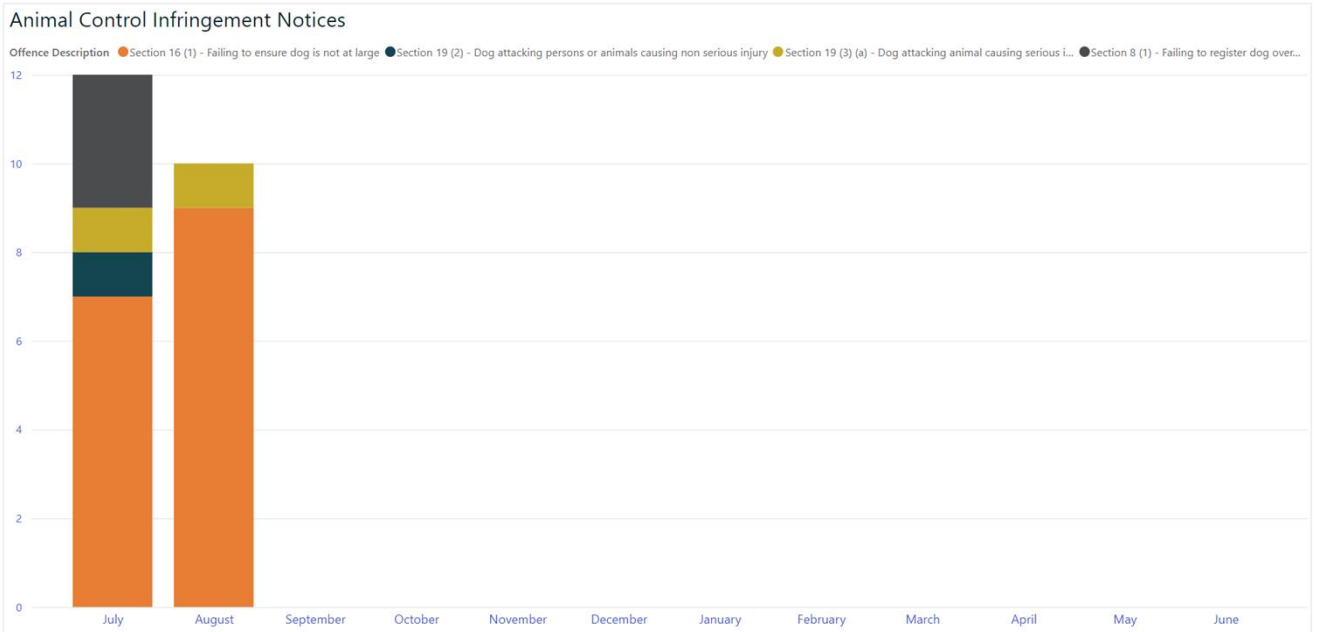 Animal Control Infringement Notices
Offence Description Section 16 (1) - Failing to ensure dog is not at large Section 19 (2) - Dog attacking persons or animals causing non serious injury Section 19 (3) (a) - Dog attacking animal causing serious i... Section 8 (1) - Failing to register dog over...
12
10
8
6
4
2
0
July August September October November December January February March April May June